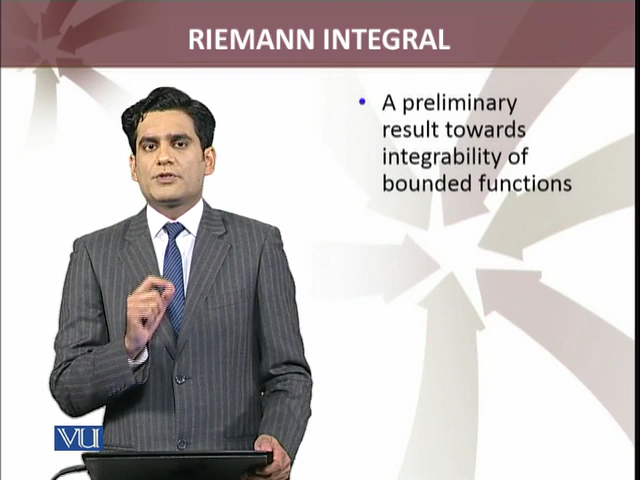 RIEMANN INTEGRAL
• A preliminary
result towards
integrability of
bounded functions
VU